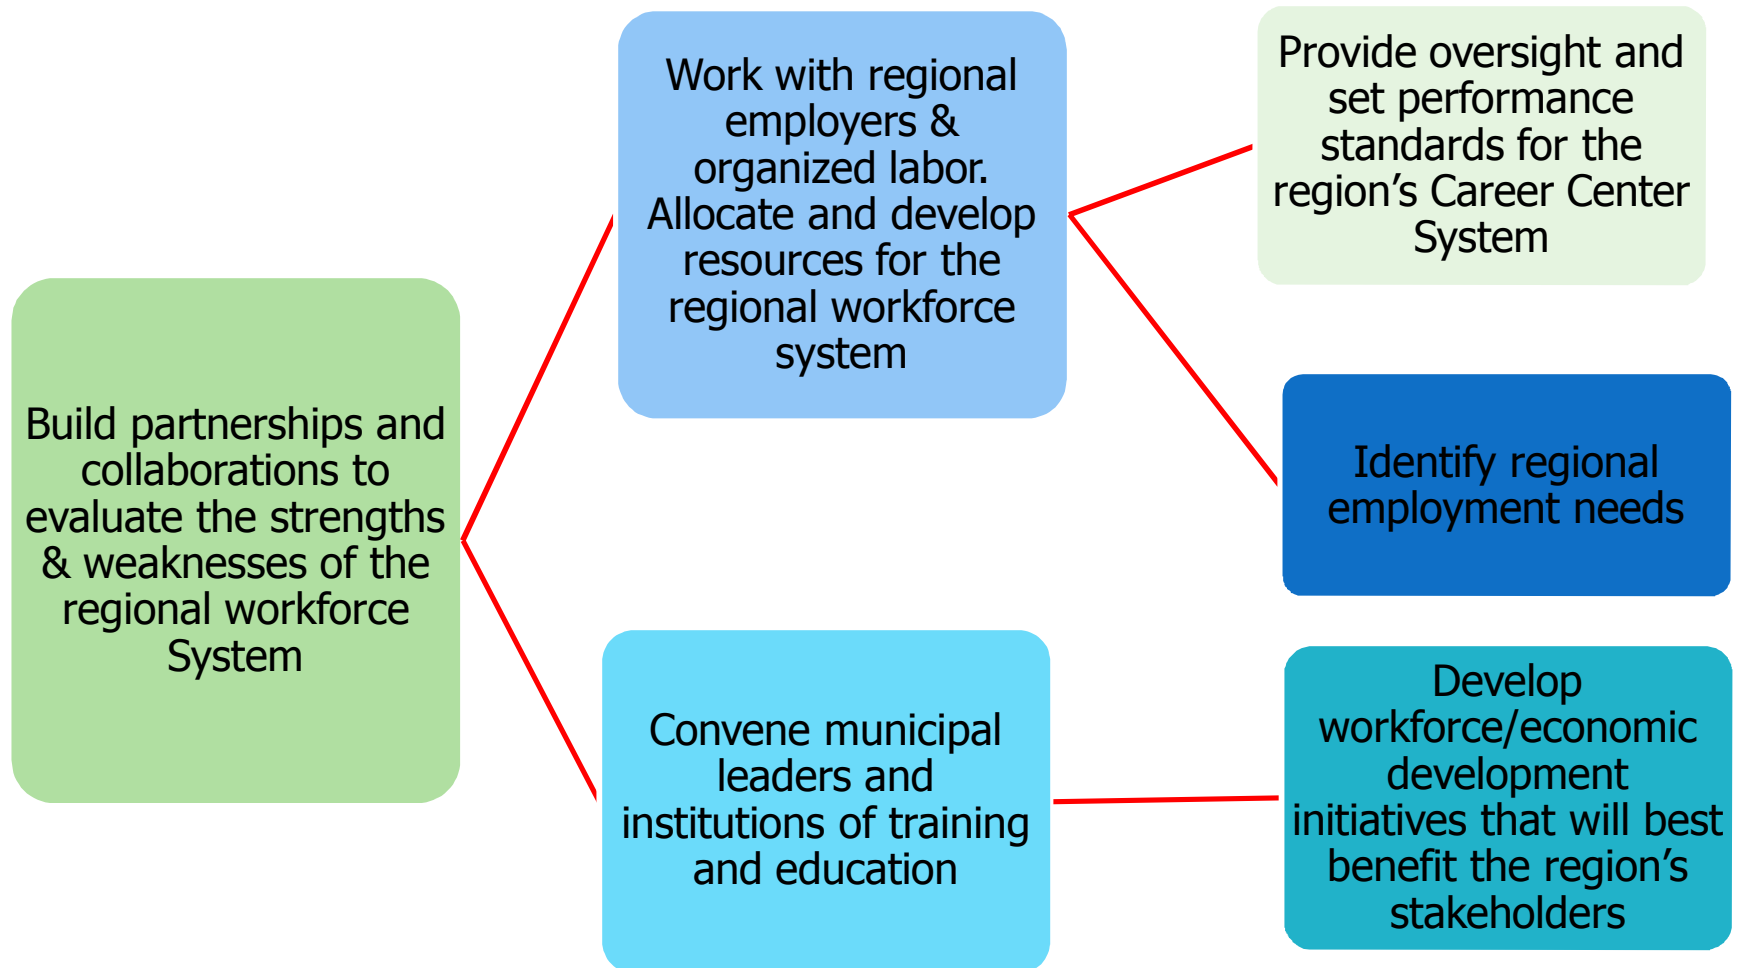 Build partnerships and
collaborations to
evaluate the strengths
& weaknesses of the
regional workforce
System
Work with regional
employers &
organized labor.
Allocate and develop
resources for the
regional workforce
system
Convene municipal
leaders and
institutions of training
and education
Provide oversight and
set performance
standards for the
region’s Career Center
System
Identify regional
employment needs
Develop
workforce/economic
development
initiatives that will best
benefit the region’s
stakeholders